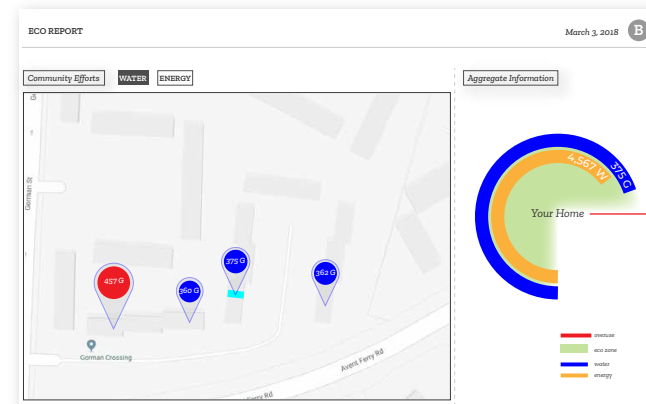 ECO REPORT
March 3, 2018
B
Community Efforts
WATER
ENERGY
Aggregate Information
Gorman St
457 G
360 G
375 G
362 G
Gorman Crossing
Avent Ferry Rd
Ferry Rd
4,567 W
375 G
Your Home
overuse
eco zone
water
energy